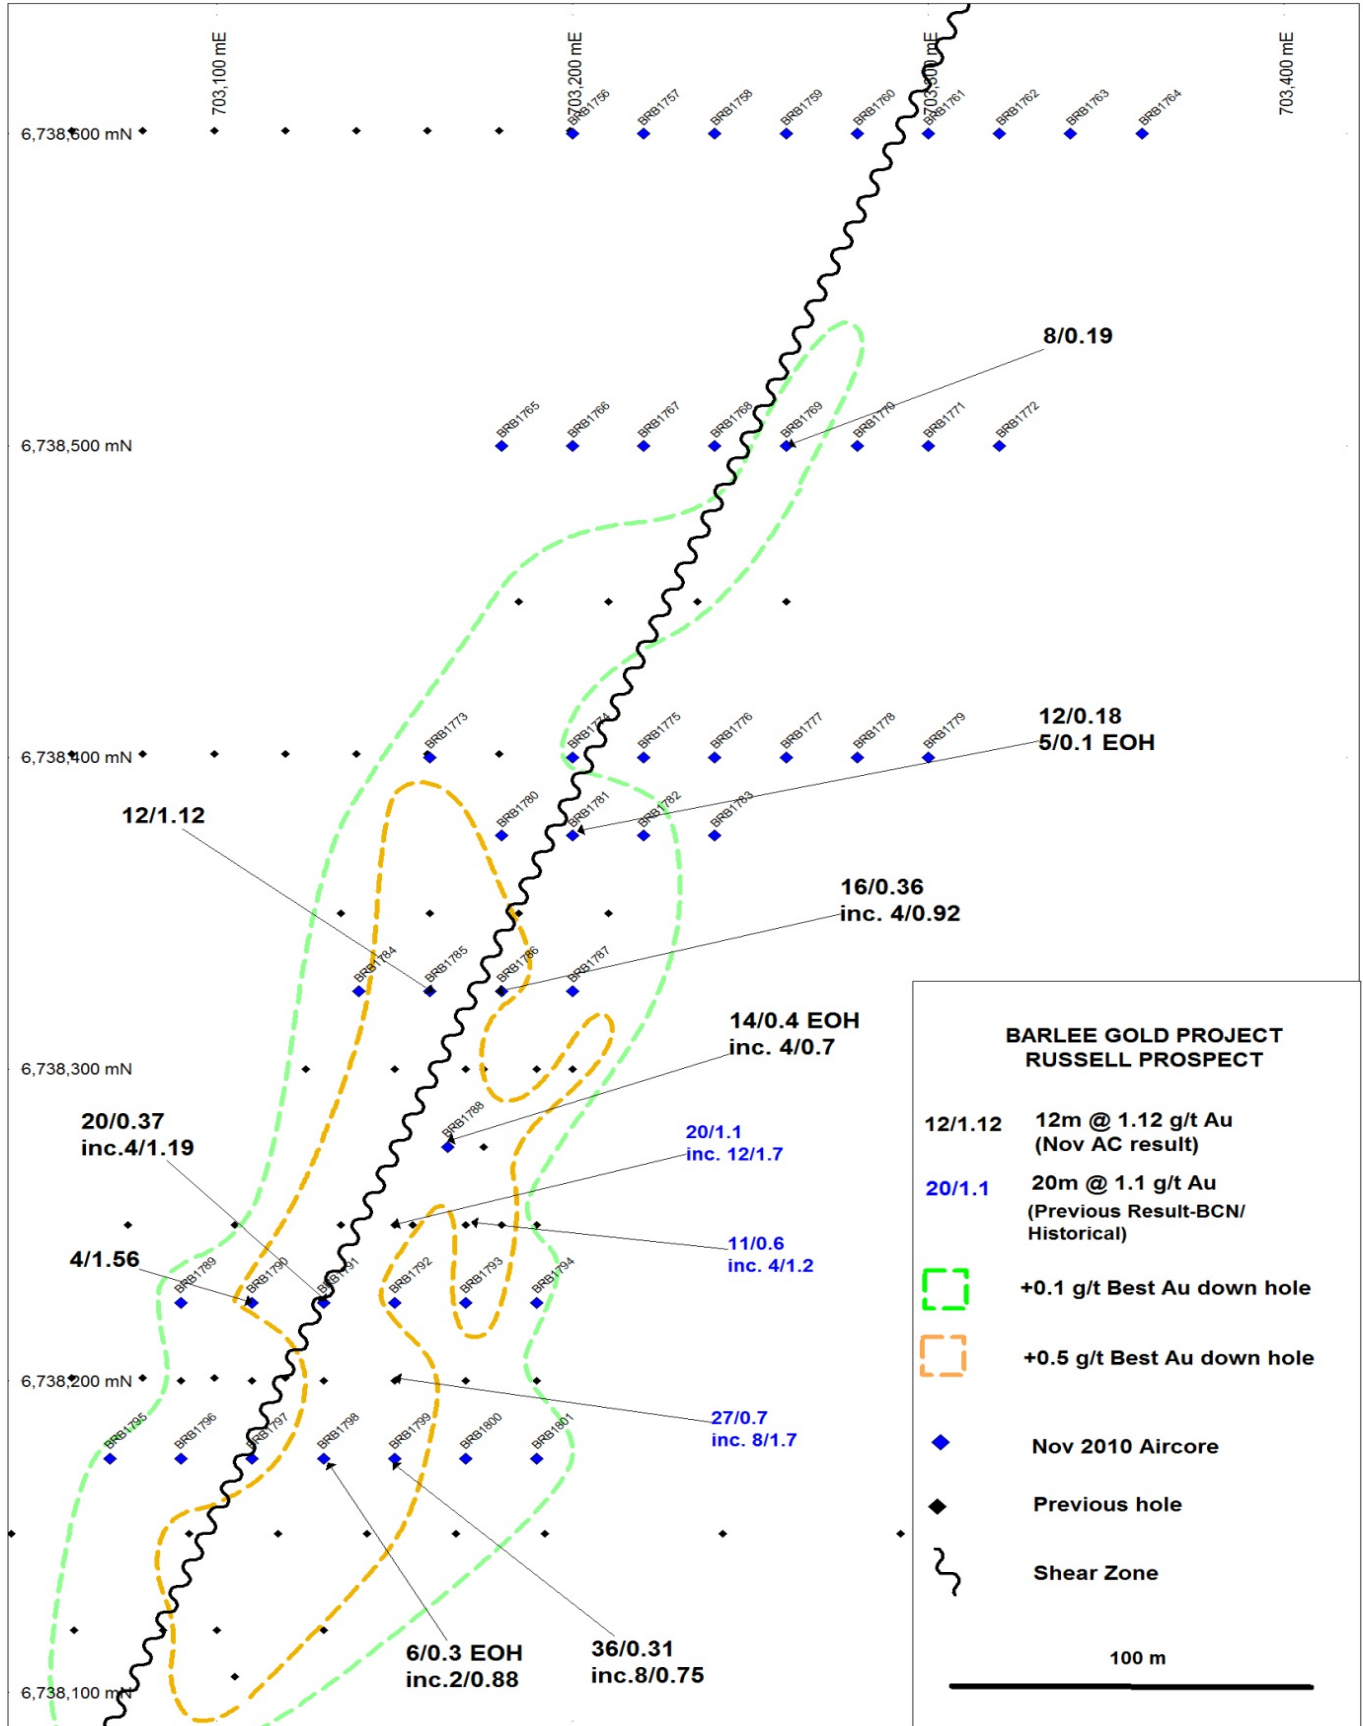 703,100 mE
703,200 mE
703,300 mE
703,400 mE
BRB1756
BRB1757
BRB1758
BRB1759
BRB1760
BRB1761
BRB1762
BRB1763
BRB1764
6,738,600 mN
8/0.19
BRB1765
BRB1766
BRB1767
BRB1768
BRB1769
BRB1770
BRB1771
BRB1772
6,738,500 mN
BRB1773
BRB1774
BRB1775
BRB1776
BRB1777
BRB1778
BRB1779
12/0.18
5/0.1 EOH
6,738,400 mN
12/1.12
BRB1780
BRB1781
BRB1782
BRB1783
16/0.36
inc. 4/0.92
BRB1784
BRB1785
BRB1786
BRB1787
14/0.4 EOH
inc. 4/0.7
6,738,300 mN
20/0.37
inc.4/1.19
BRB1788
20/1.1
inc. 12/1.7
4/1.56
11/0.6
inc. 4/1.2
BRB1789
BRB1790
BRB1791
BRB1792
BRB1793
BRB1794
6,738,200 mN
27/0.7
inc. 8/1.7
BRB1795
BRB1796
BRB1797
BRB1798
BRB1799
BRB1800
BRB1801
6/0.3 EOH
inc.2/0.88
36/0.31
inc.8/0.75
6,738,100 mN
BARLEE GOLD PROJECT
RUSSELL PROSPECT
12/1.12 12m @ 1.12 g/t Au
(Nov AC result)
20/1.1 20m @ 1.1 g/t Au
(Previous Result-BCN/
Historical)
+0.1 g/t Best Au down hole
+0.5 g/t Best Au down hole
Nov 2010 Aircore
Previous hole
Shear Zone
100 m